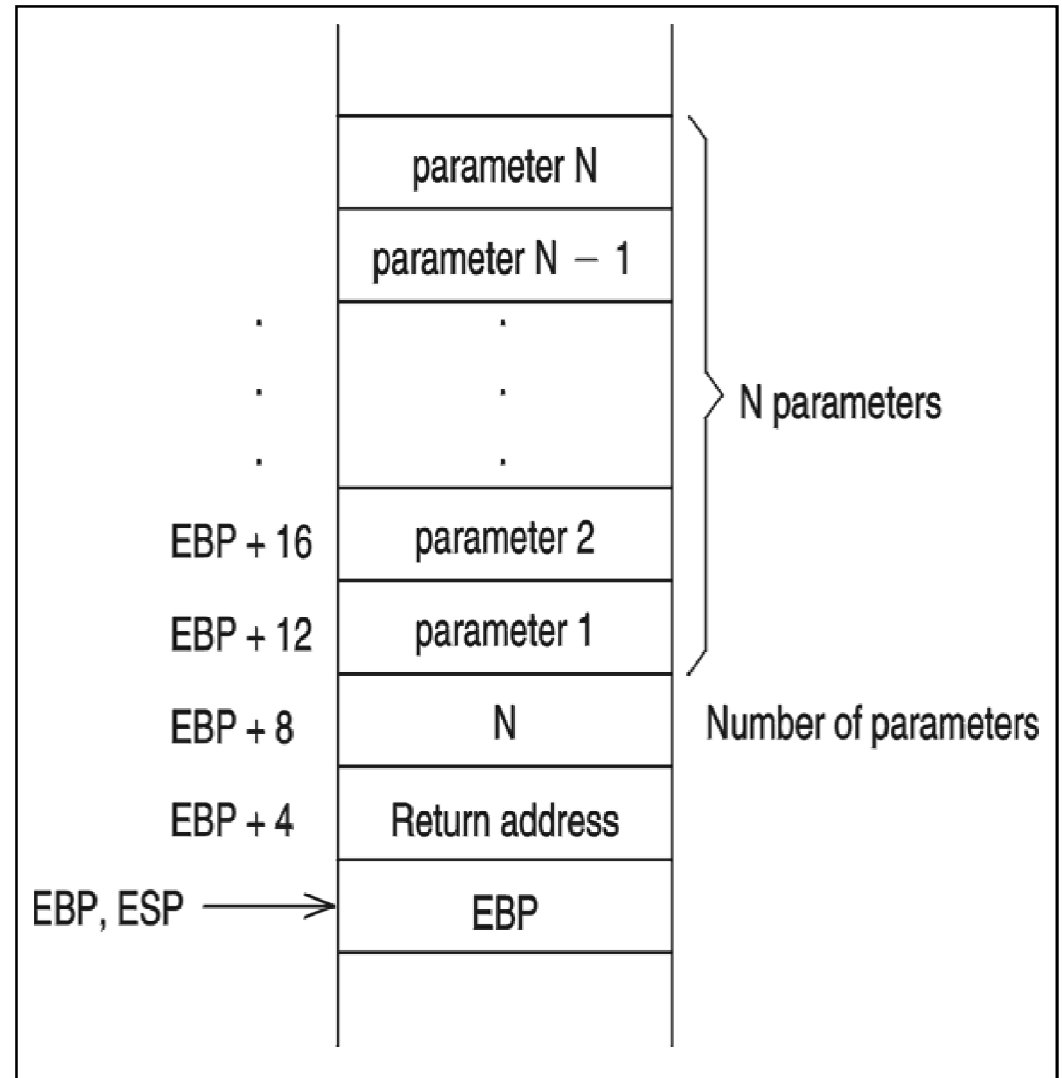 parameter N
parameter N − 1
. .
. .
N parameters
. .
EBP + 16 parameter 2
EBP + 12 parameter 1
EBP + 8 N Number of parameters
EBP + 4 Return address
EBP, ESP EBP